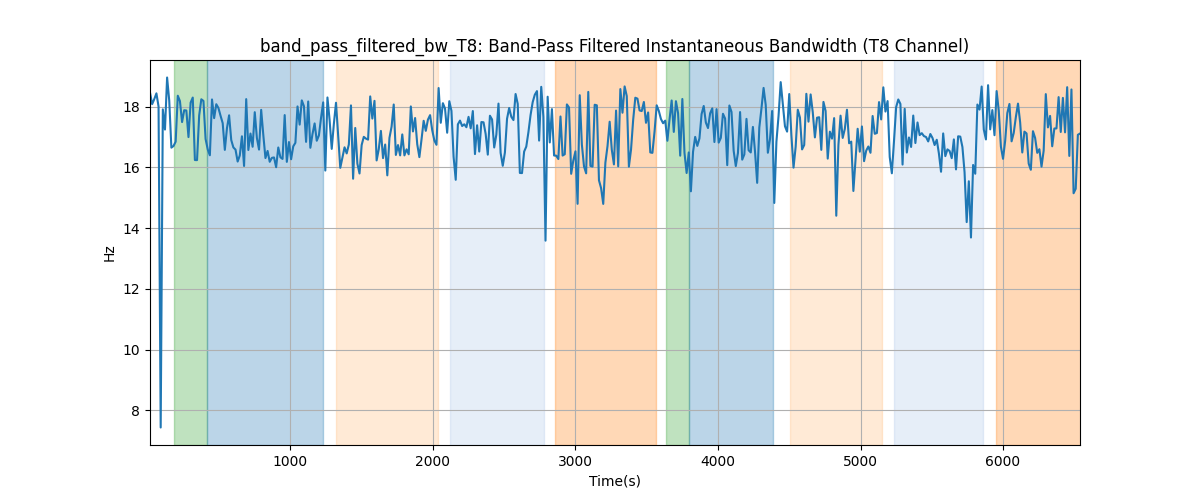 band_pass_filtered_bw_T8: Band-Pass Filtered Instantaneous Bandwidth (T8 Channel)
18
16
14
12
10
8
Hz
1000 2000 3000 4000 5000 6000
Time(s)